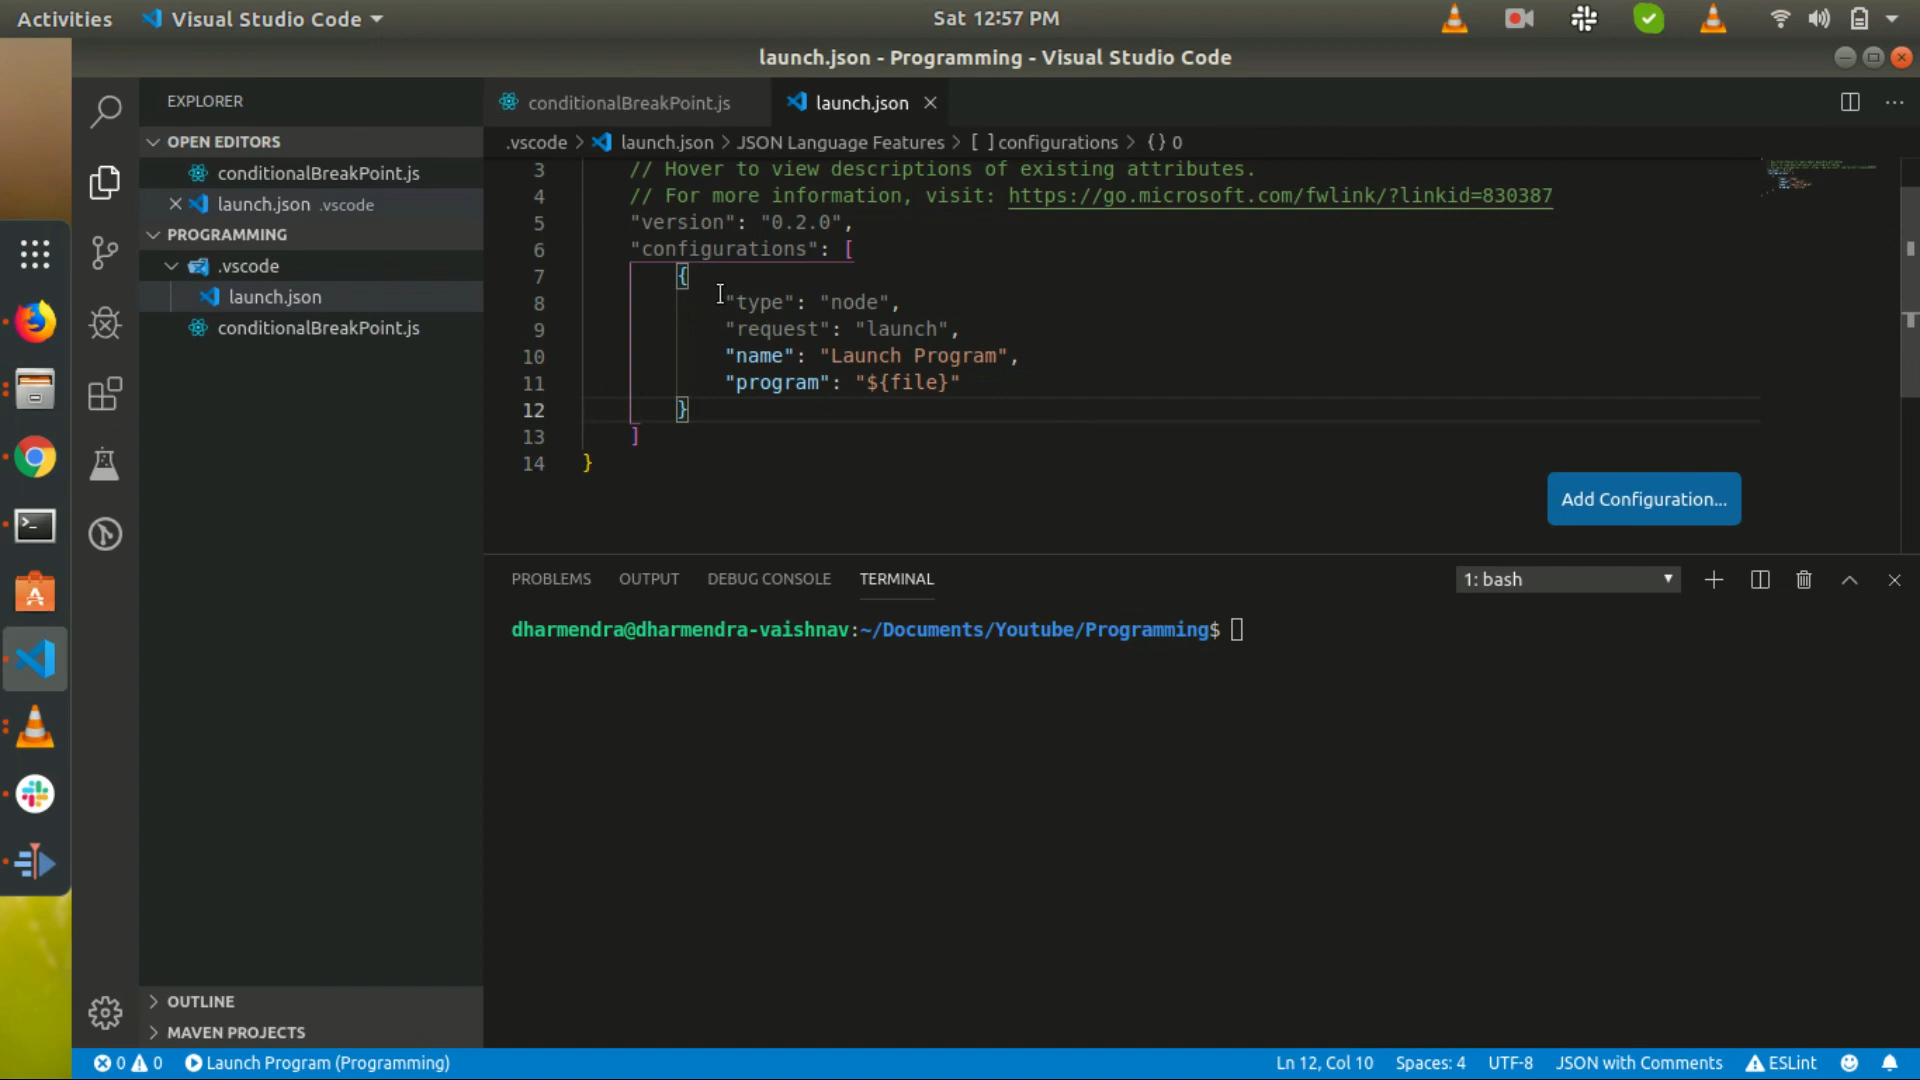 Activities
Visual Studio Code
Sat 12:57 PM
launch.json - Programming - Visual Studio Code
EXPLORER
OPEN EDITORS
conditionalBreakPoint.js
launch.json .vscode
PROGRAMMING
.vscode
launch.json
conditionalBreakPoint.js
OUTLINE
MAVEN PROJECTS
conditionalBreakPoint.js
launch.json
.vscode > launch.json > JSON Language Features > [ ] configurations > {} 0
3 // Hover to view descriptions of existing attributes.
4 // For more information, visit: https://go.microsoft.com/fwlink/?linkid=830387
5 "version": "0.2.0",
6 "configurations": [
7 {
8 "type": "node",
9 "request": "launch",
10 "name": "Launch Program",
11 "program": "${file}"
12 }
13 ]
14 }
Add Configuration...
PROBLEMS OUTPUT DEBUG CONSOLE TERMINAL
1: bash
dharmendra@dharmendra-vaishnav:~/Documents/Youtube/Programming$
0 0 Launch Program (Programming)
Ln 12, Col 10 Spaces: 4 UTF-8 JSON with Comments ESLint